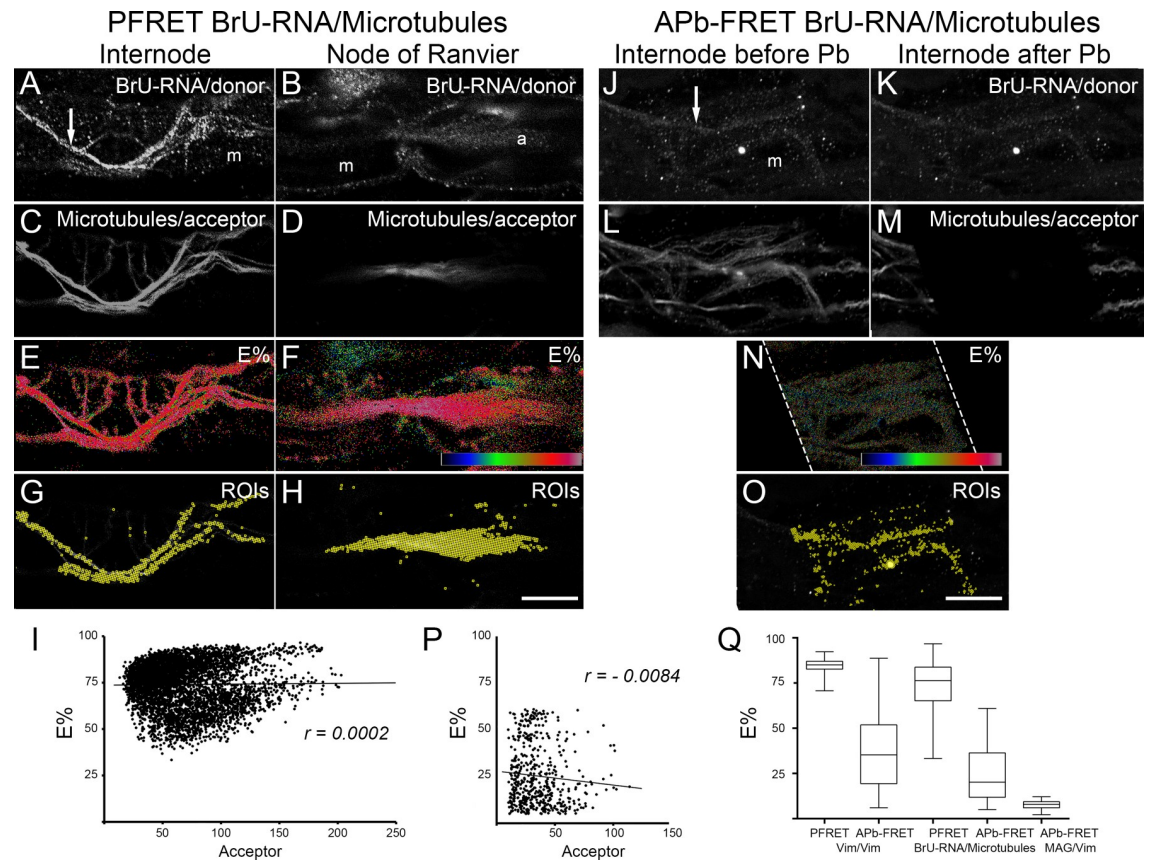 PFRET BrU-RNA/Microtubules
Internode
Node of Ranvier
A
BrU-RNA/donor
m
B
BrU-RNA/donor
m
a
C
Microtubules/acceptor
D
Microtubules/acceptor
E
E%
F
E%
G
ROIs
H
ROIs
APb-FRET BrU-RNA/Microtubules
Internode before Pb
Internode after Pb
J
BrU-RNA/donor
m
K
BrU-RNA/donor
L
Microtubules/acceptor
M
N
E%
O
ROIs
I
100
75
50
25
E%
r = 0.0002
50
100
150
200
250
Acceptor
P
100
75
50
25
E%
r = - 0.0084
50
100
150
Acceptor
Q
100
75
50
25
E%
PFRET APb-FRET PFRET APb-FRET APb-FRET
Vim/Vim BrU-RNA/Microtubules MAG/Vim